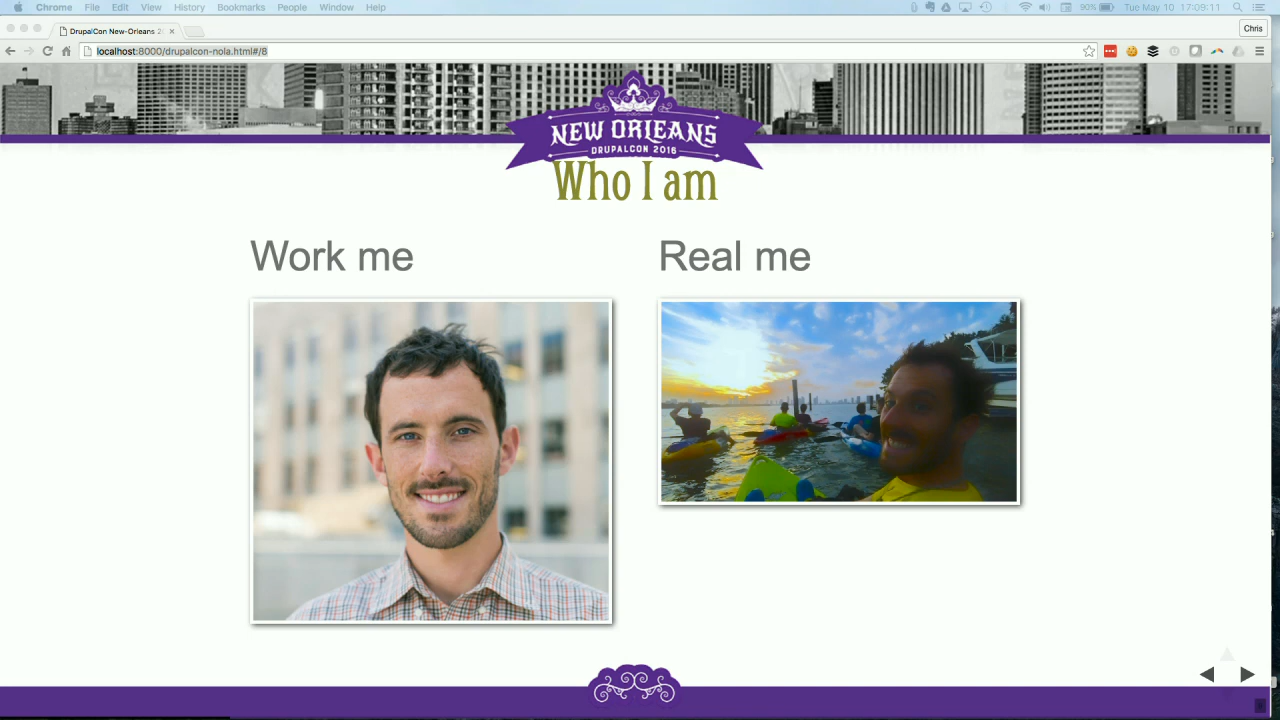 Chrome File Edit View History Bookmarks People Window Help 90% Tue May 10 17:09:11
DrupalCon New-Orleans 2
Chris
localhost:8000/drupalcon-nola.html#/8
NEW ORLEANS
DRUPALCON 2016
Who I am
Work me
Real me